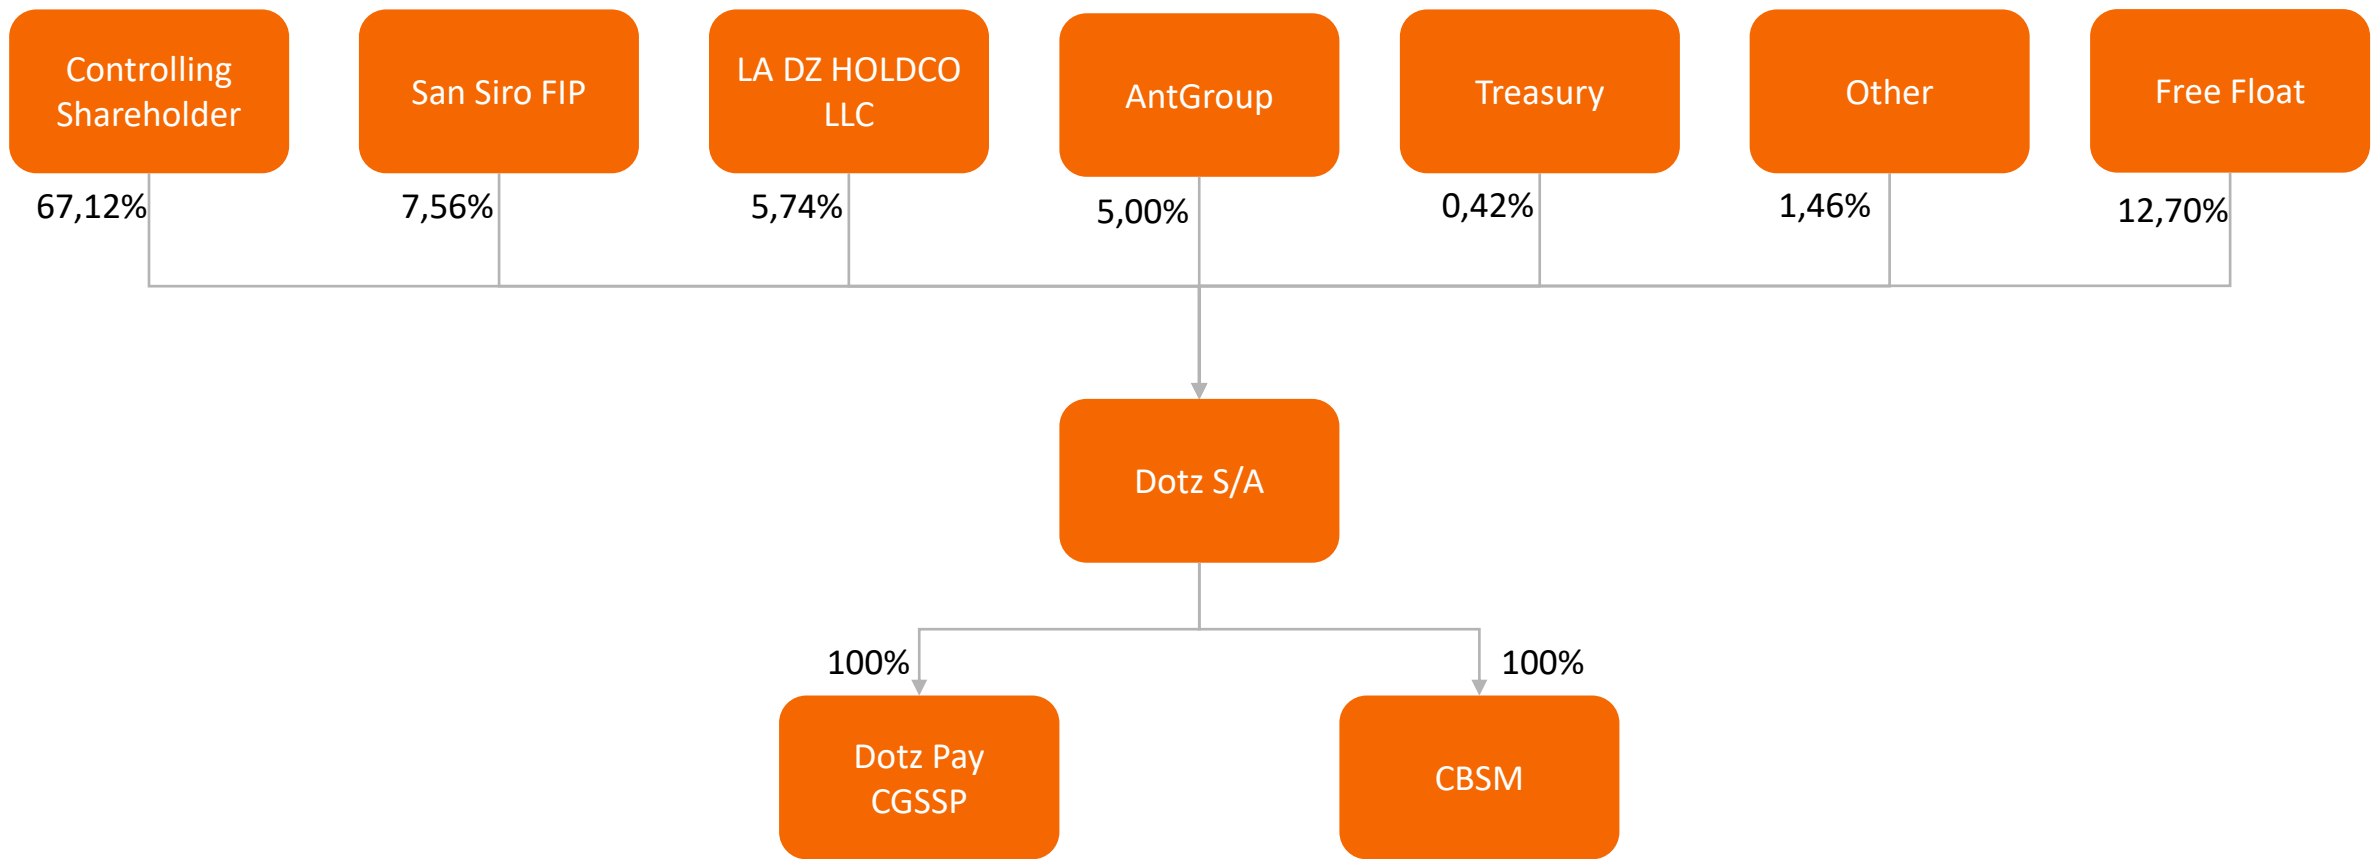 Controlling
Shareholder
San Siro FIP
LA DZ HOLDCO
LLC
AntGroup
Treasury
Other
Free Float
67,12%
7,56%
5,74%
5,00%
0,42%
1,46%
12,70%
Dotz S/A
100%
100%
Dotz Pay
CGSSP
CBSM